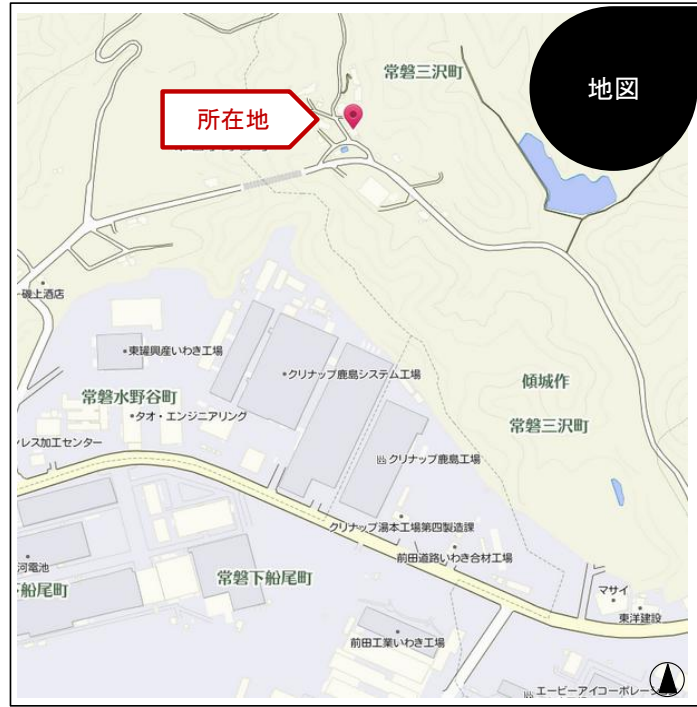 常磐三沢町
地図
所在地
磯上酒店
東罐興産いわき工場
クリナップ鹿島システム工場
常磐水野谷町
タオ・エンジニアリング
傾城作
常磐三沢町
ンレス加工センター
クリナップ鹿島工場
クリナップ湯本工場第四製造課
前田道路いわき合材工場
河電池
船尾町
常磐下船尾町
マサイ
東洋建設
前田工業いわき工場
エービーアイコーポレーシ